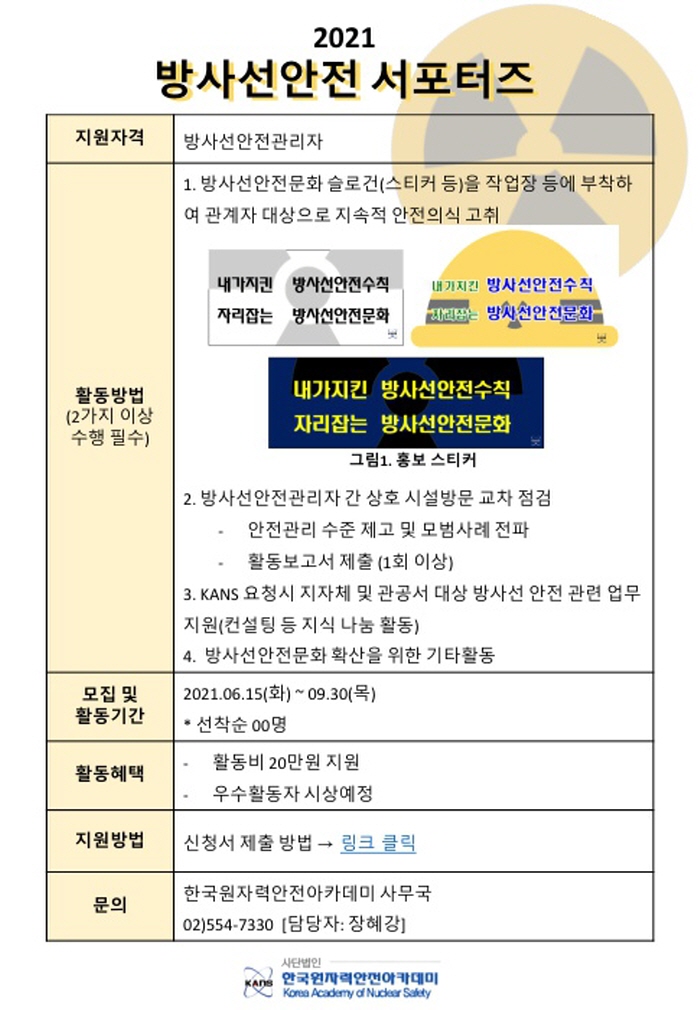 2021
방사선안전 서포터즈
지원자격
방사선안전관리자
활동방법
(2가지 이상
수행 필수)
1. 방사선안전문화 슬로건(스티커 등)을 작업장 등에 부착하
여 관계자 대상으로 지속적 안전의식 고취
내가지킨 방사선안전수칙
자리잡는 방사선안전문화
내가지킨 방사선안전수칙
자리잡는 방사선안전문화
내가지킨 방사선안전수칙
자리잡는 방사선안전문화
그림1. 홍보 스티커
2. 방사선안전관리자 간 상호 시설방문 교차 점검
- 안전관리 수준 제고 및 모범사례 전파
- 활동보고서 제출 (1회 이상)
3. KANS 요청시 지자체 및 관공서 대상 방사선 안전 관련 업무
지원(컨설팅 등 지식 나눔 활동)
4. 방사선안전문화 확산을 위한 기타활동
모집 및
활동기간
2021.06.15(화) ~ 09.30(목)
* 선착순 00명
활동혜택
- 활동비 20만원 지원
- 우수활동자 시상예정
지원방법
신청서 제출 방법 → 링크 클릭
문의
한국원자력안전아카데미 사무국
02)554-7330 [담당자: 장혜강]
사단법인
KANS 한국원자력안전아카데미
Korea Academy of Nuclear Safety